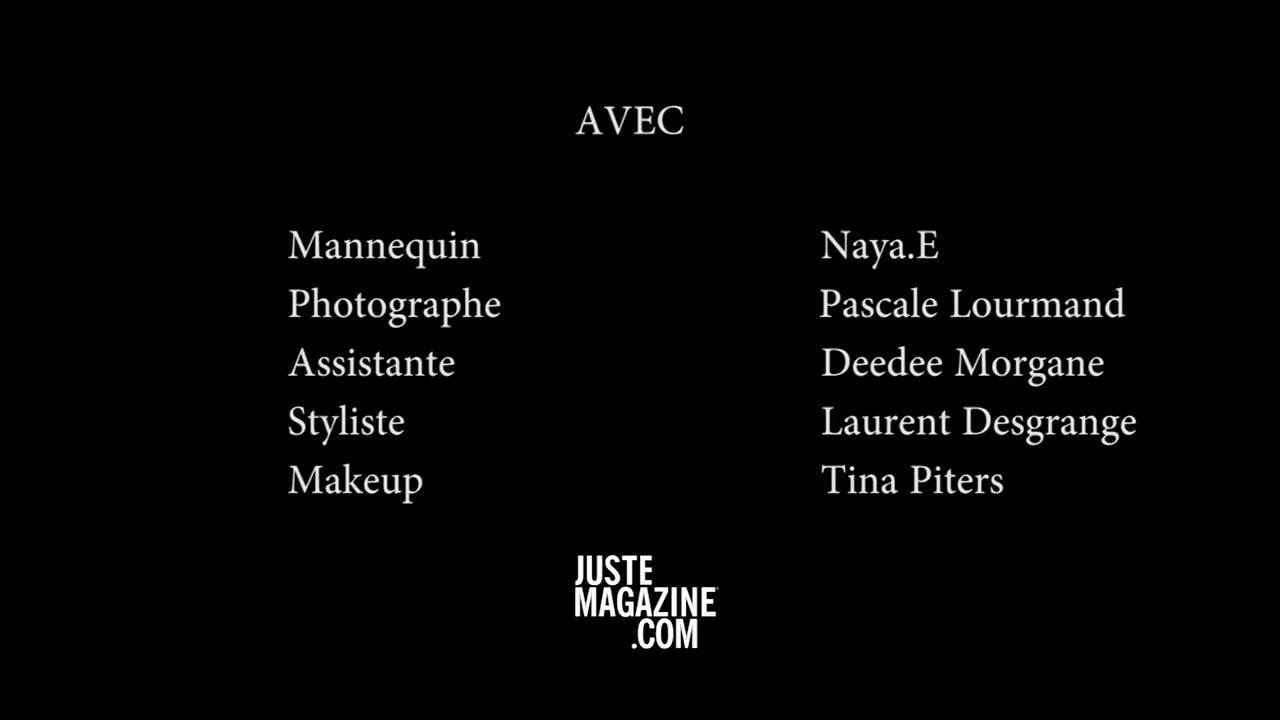 AVEC
Mannequin Naya.E
Photographe Pascale Lourmand
Assistante Deedee Morgane
Styliste Laurent Desgrange
Makeup Tina Piters
JUSTE
MAGAZINE
.COM